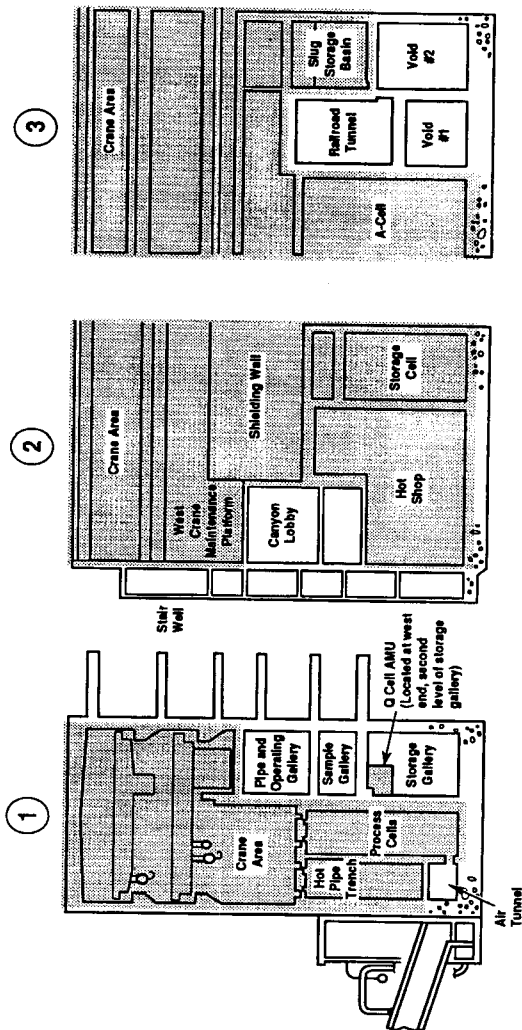 1
Crane
Area
Pipe and
Operating
Gallery
Sample
Gallery
Q Cell AMU
(Located at west
end, second
level of storage
gallery)
Storage
Gallery
Hot
Pipe
Trench
Process
Cells
Air
Tunnel
2
Stair
Well
Crane Area
West
Crane
Maintenance
Platform
Shielding Wall
Canyon
Lobby
Hot
Shop
Storage
Cell
3
Crane Area
Slug
Storage
Basin
Railroad
Tunnel
Void
#1
Void
#2
A-Cell